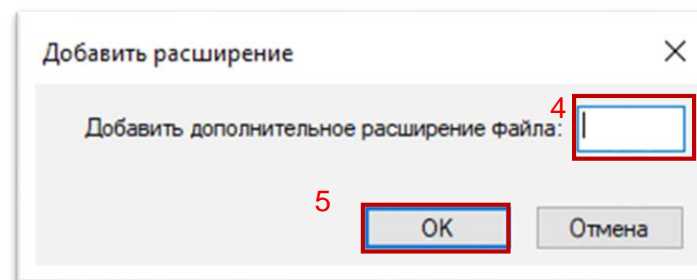 Добавить расширение
4
Добавить дополнительное расширение файла:
5
OK Отмена